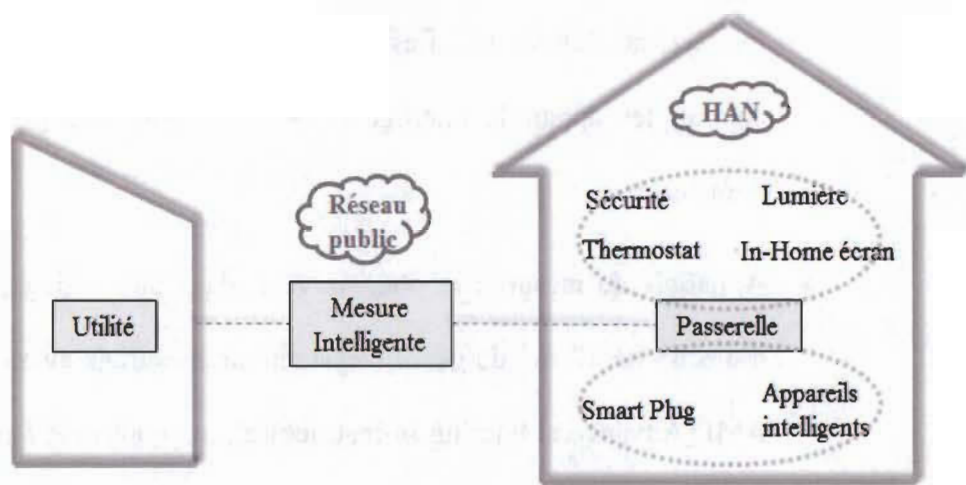 HAN
Sécurité
Lumière
Réseau
public
Thermostat
In-Home écran
Utilité
Mesure
Intelligente
Passerelle
Smart Plug
Appareils
intelligents